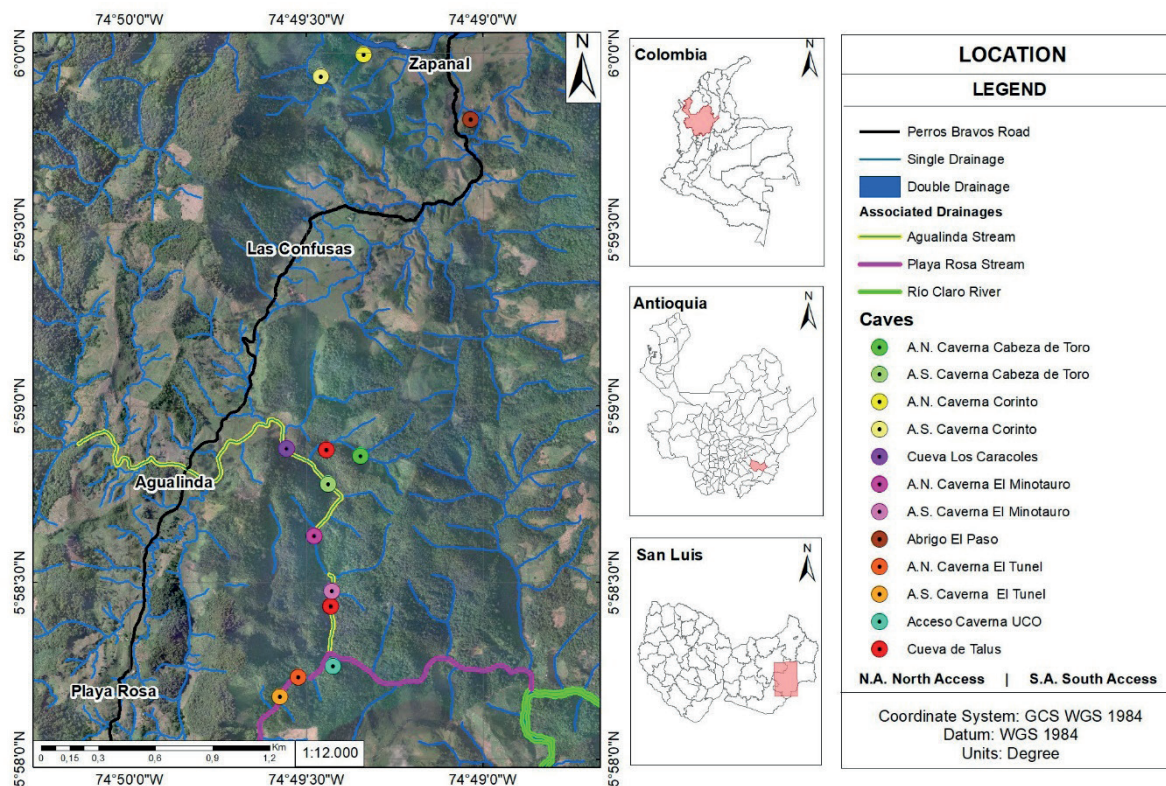 74°50'0"W 74°49'30"W 74°49'0"W
6°0'0"N
5°59'30"N
5°59'0"N
5°58'30"N
5°58'0"N
N
Zapanal
Las Confusas
Agualinda
Playa Rosa
Km
0 0,15 0,3 0,6 0,9 1,2
1:12.000
6°0'0"N
5°59'30"N
5°59'0"N
5°58'30"N
5°58'0"N
74°50'0"W 74°49'30"W 74°49'0"W
Colombia
N
Antioquia
N
San Luis
N
LOCATION
LEGEND
Perros Bravos Road
Single Drainage
Double Drainage
Associated Drainages
Agualinda Stream
Playa Rosa Stream
Río Claro River
Caves
A.N. Caverna Cabeza de Toro
A.S. Caverna Cabeza de Toro
A.N. Caverna Corinto
A.S. Caverna Corinto
Cueva Los Caracoles
A.N. Caverna El Minotauro
A.S. Caverna El Minotauro
Abrigo El Paso
A.N. Caverna El Tunel
A.S. Caverna El Tunel
Acceso Caverna UCO
Cueva de Talus
N.A. North Access | S.A. South Access
Coordinate System: GCS WGS 1984
Datum: WGS 1984
Units: Degree